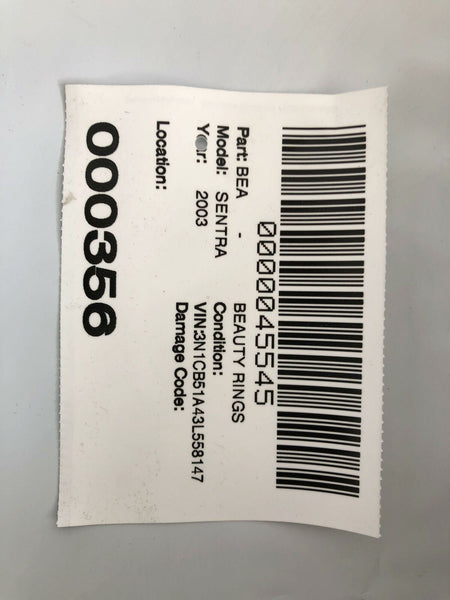 0000045545
Part: BEA - BEAUTY RINGS
Model: SENTRA Condition:
Year: 2003 VIN:3N1CB51A43L558147
Damage Code:
Location:
000356